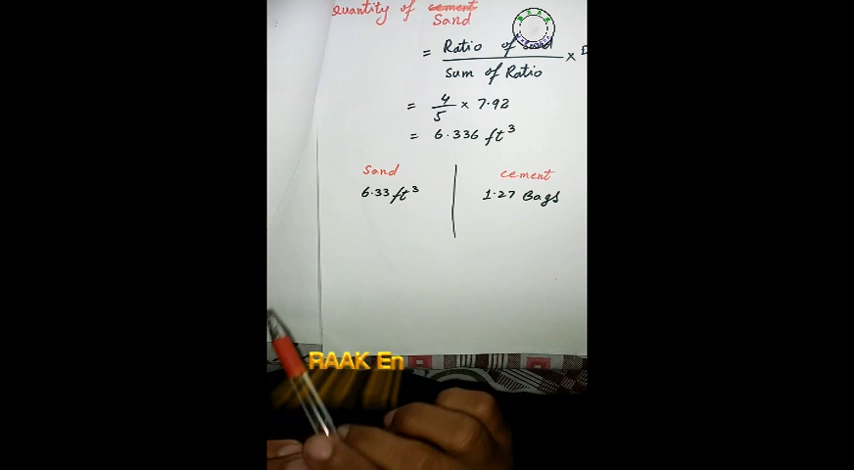 Quantity of cement
Sand
= Ratio of Sand
Sum of Ratio ×
= 4/5 × 7.92
= 6.336 ft³
Sand cement
6.33 ft³ 1.27 Bags
RAAK En